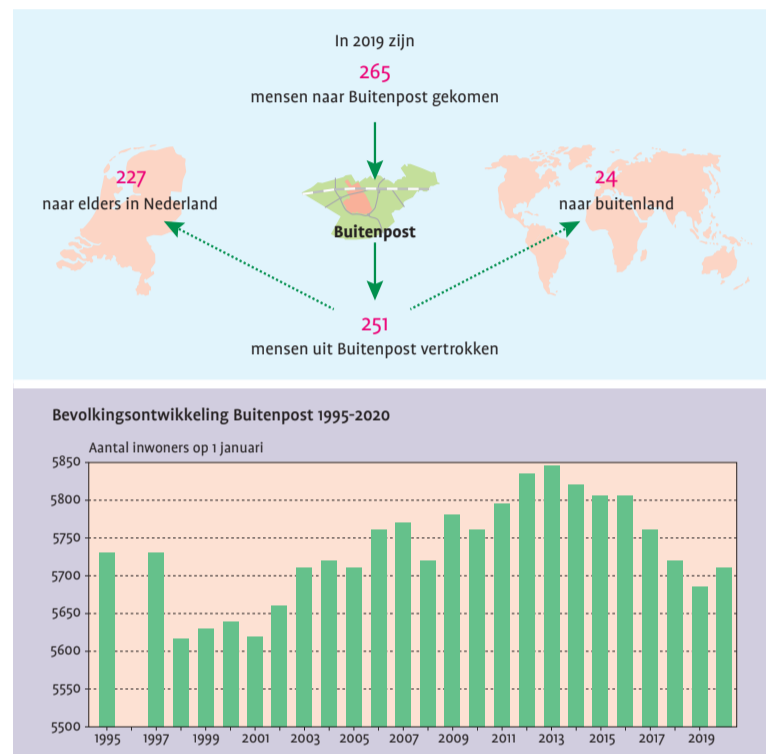 In 2019 zijn
265
mensen naar Buitenpost gekomen
227
naar elders in Nederland
24
naar buitenland
Buitenpost
251
mensen uit Buitenpost vertrokken
Bevolkingsontwikkeling Buitenpost 1995-2020
Aantal inwoners op 1 januari
5850
5800
5750
5700
5650
5600
5550
5500
1995 1997 1999 2001 2003 2005 2007 2009 2011 2013 2015 2017 2019